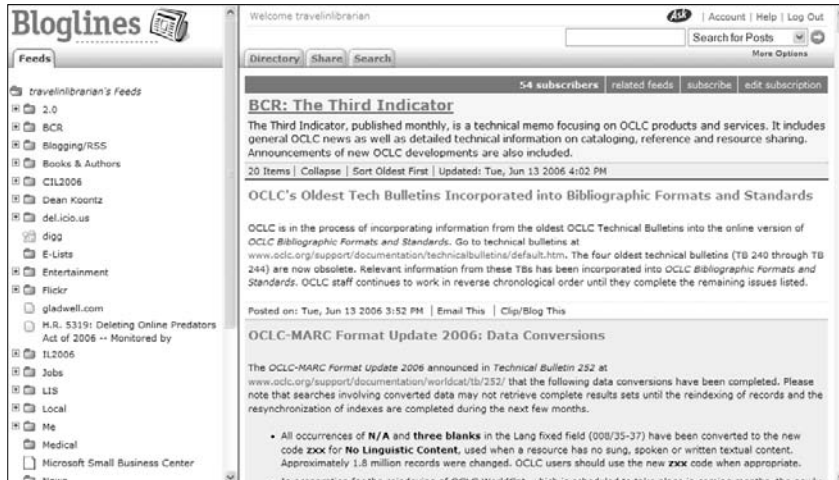 Bloglines
Feeds
travelinlibrarian's Feeds
2.0
BCR
Blogging/RSS
Books & Authors
CIL2006
Dean Koontz
del.icio.us
digg
E-Lists
Entertainment
Flickr
gladwell.com
H.R. 5319: Deleting Online Predators
Act of 2006 -- Monitored by
IL2006
Jobs
LIS
Local
Me
Medical
Microsoft Small Business Center
News
Welcome travelinlibrarian
Ask | Account | Help | Log Out
Search for Posts
More Options
Directory Share Search
54 subscribers | related feeds | subscribe | edit subscription
BCR: The Third Indicator
The Third Indicator, published monthly, is a technical memo focusing on OCLC products and services. It includes
general OCLC news as well as detailed technical information on cataloging, reference and resource sharing.
Announcements of new OCLC developments are also included.
20 Items | Collapse | Sort Oldest First | Updated: Tue, Jun 13 2006 4:02 PM
OCLC's Oldest Tech Bulletins Incorporated into Bibliographic Formats and Standards
OCLC is in the process of incorporating information from the oldest OCLC Technical Bulletins into the online version of
OCLC Bibliographic Formats and Standards. Go to technical bulletins at
www.oclc.org/support/documentation/technicalbulletins/default.htm. The four oldest technical bulletins (TB 240 through TB
244) are now obsolete. Relevant information from these TBs has been incorporated into OCLC Bibliographic Formats and
Standards. OCLC staff continues to work in reverse chronological order until they complete the remaining issues listed.
Posted on: Tue, Jun 13 2006 3:52 PM | Email This | Clip/Blog This
OCLC-MARC Format Update 2006: Data Conversions
The OCLC-MARC Format Update 2006 announced in Technical Bulletin 252 at
www.oclc.org/support/documentation/worldcat/tb/252/ that the following data conversions have been completed. Please
note that searches involving converted data may not retrieve complete results sets until the reindexing of records and the
resynchronization of indexes are completed during the next few months.
• All occurrences of N/A and three blanks in the Lang fixed field (008/35-37) have been converted to the new
code zxx for No Linguistic Content, used when a resource has no sung, spoken or written textual content.
Approximately 1.8 million records were changed. OCLC users should use the new zxx code when appropriate.